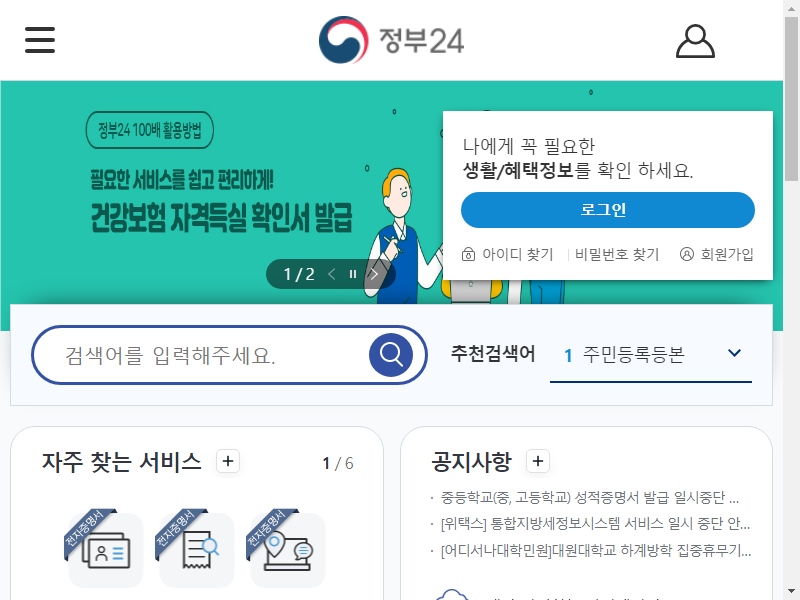 정부24
정부24 100배 활용방법
필요한 서비스를 쉽고 편리하게!
건강보험 자격득실 확인서 발급
1 / 2
나에게 꼭 필요한
생활/혜택정보를 확인 하세요.
로그인
아이디 찾기 비밀번호 찾기 회원가입
검색어를 입력해주세요.
추천검색어
1 주민등록등본
자주 찾는 서비스 +
1 / 6
전자증명서
전자증명서
전자증명서
공지사항 +
· 중등학교(중, 고등학교) 성적증명서 발급 일시중단 ...
· [위택스] 통합지방세정보시스템 서비스 일시 중단 안...
· [어디서나대학민원]대원대학교 하계방학 집중휴무기...